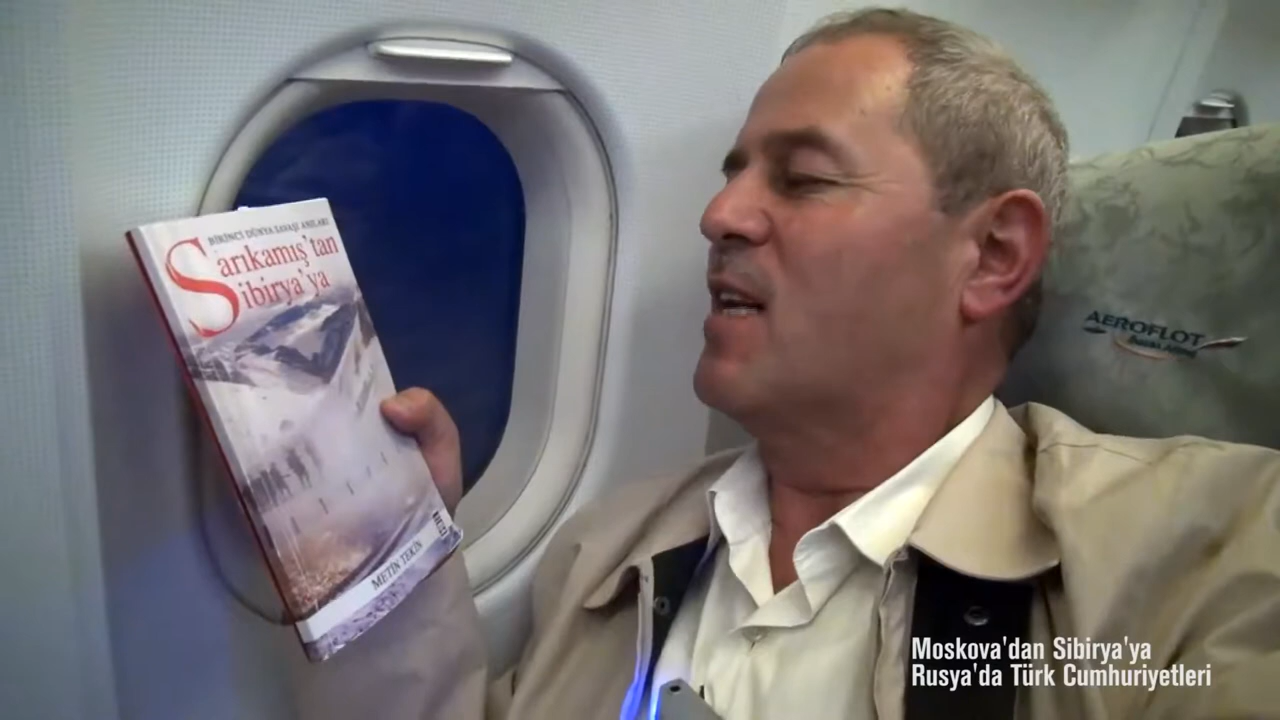 BİRİNCİ DÜNYA SAVAŞI ANILARI
Sarıkamış'tan
Sibirya'ya
METİN TEKİN
AEROFLOT
Moskova'dan Sibirya'ya
Rusya'da Türk Cumhuriyetleri